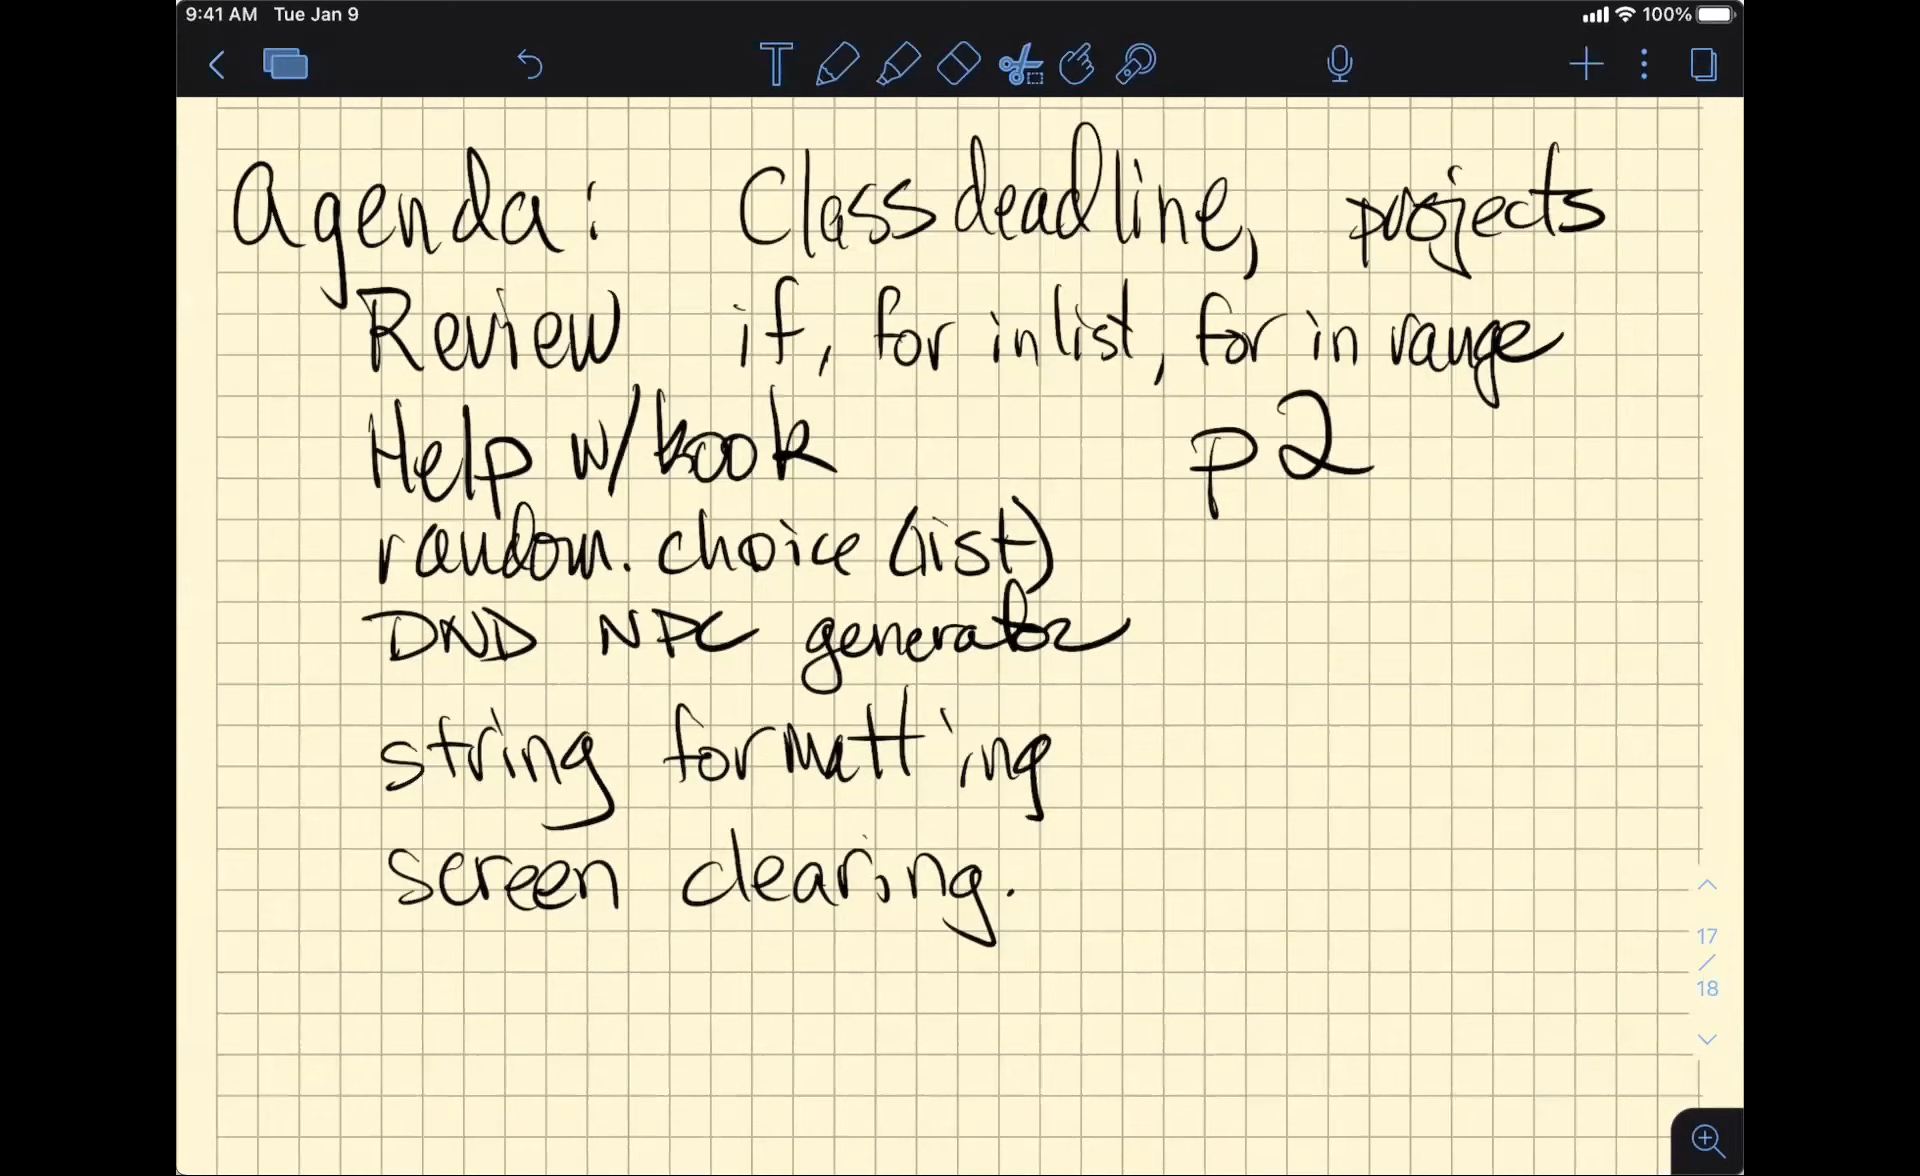 9:41 AM Tue Jan 9 100%
Agenda: Class deadline, projects
Review if, for in list, for in range
Help w/ book p2
random.choice(list)
DND NPC generator
string formatting
screen clearing.
17
/
18